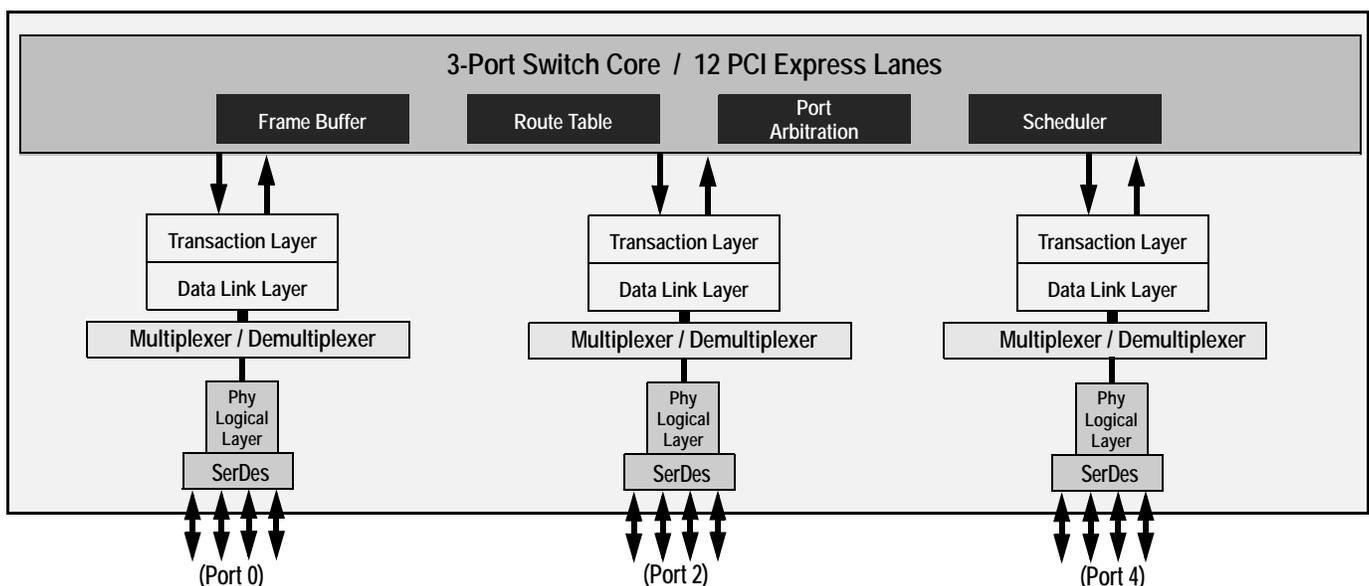 3-Port Switch Core / 12 PCI Express Lanes
Frame Buffer
Route Table
Port
Arbitration
Scheduler
Transaction Layer
Data Link Layer
Multiplexer / Demultiplexer
Phy
Logical
Layer
SerDes
(Port 0)
Transaction Layer
Data Link Layer
Multiplexer / Demultiplexer
Phy
Logical
Layer
SerDes
(Port 2)
Transaction Layer
Data Link Layer
Multiplexer / Demultiplexer
Phy
Logical
Layer
SerDes
(Port 4)